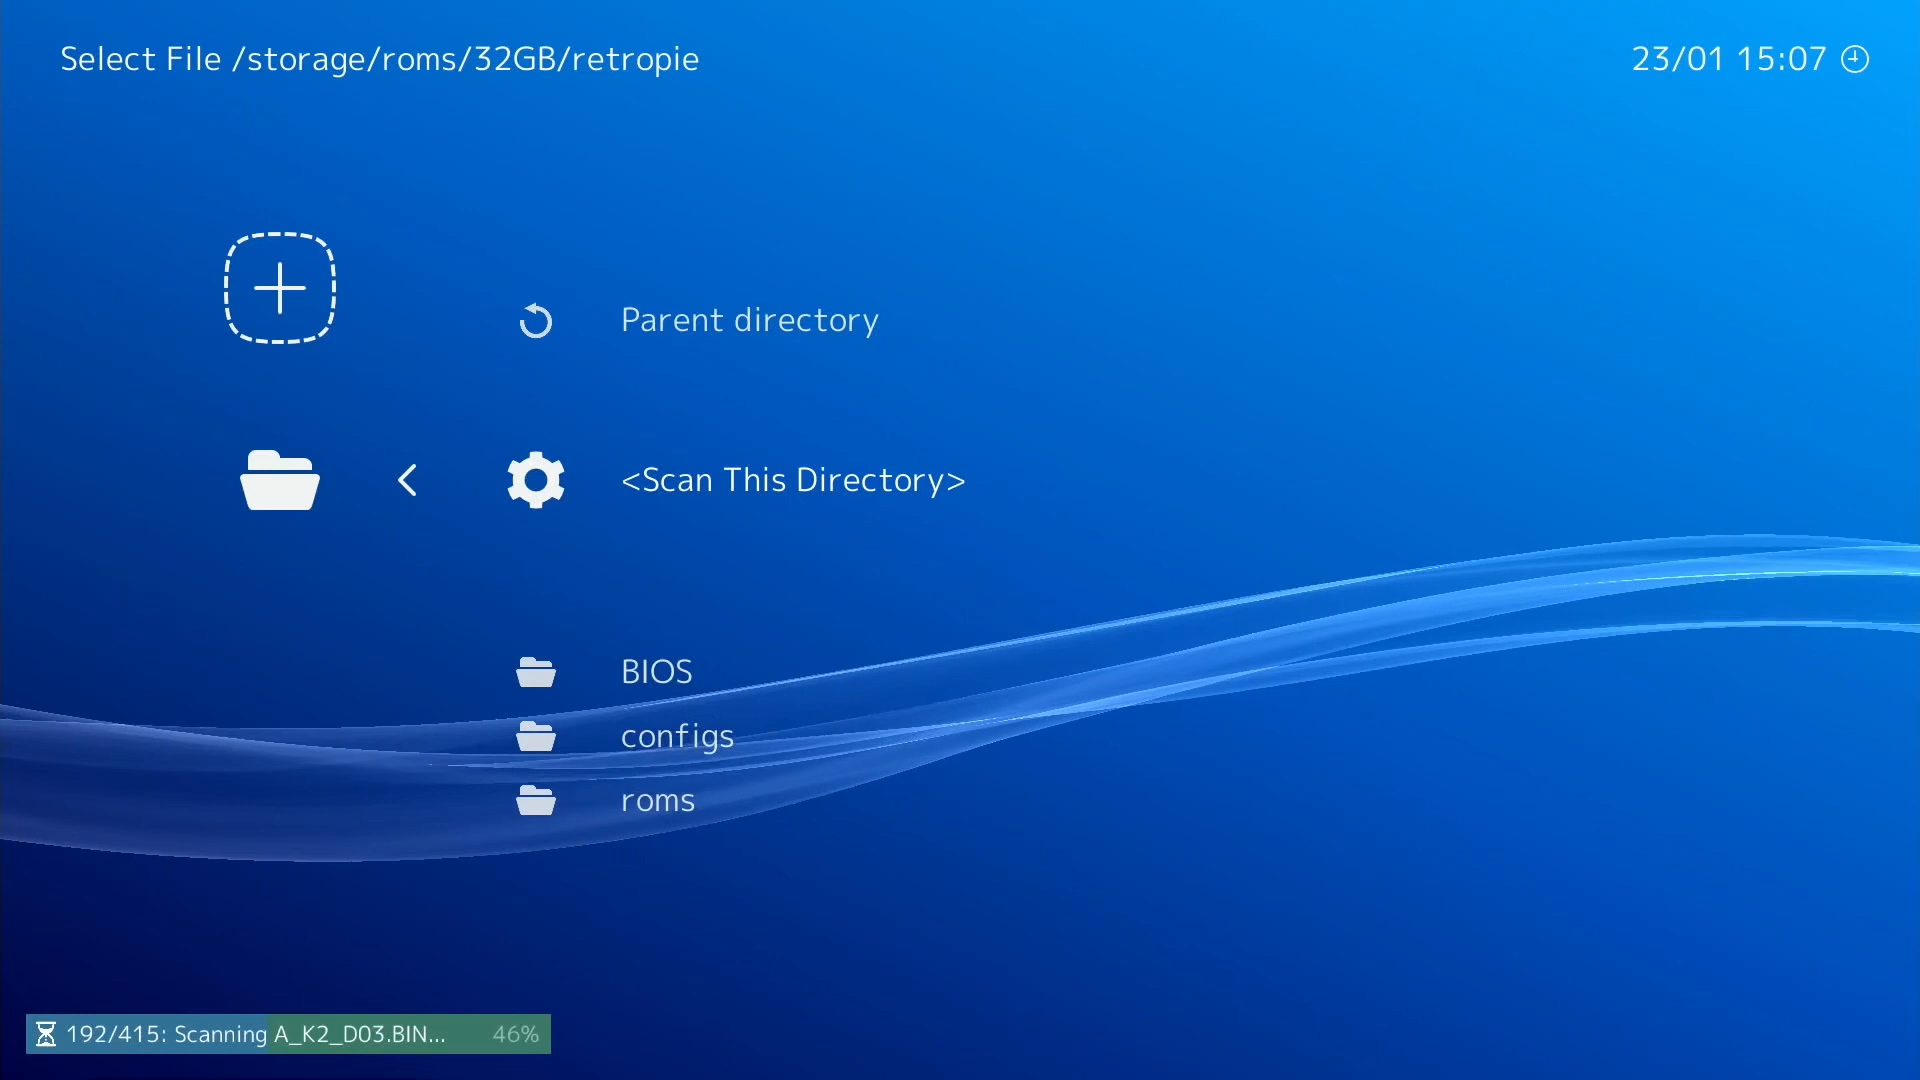 Select File /storage/roms/32GB/retropie
23/01 15:07
Parent directory
<Scan This Directory>
BIOS
configs
roms
192/415: Scanning A_K2_D03.BIN... 46%